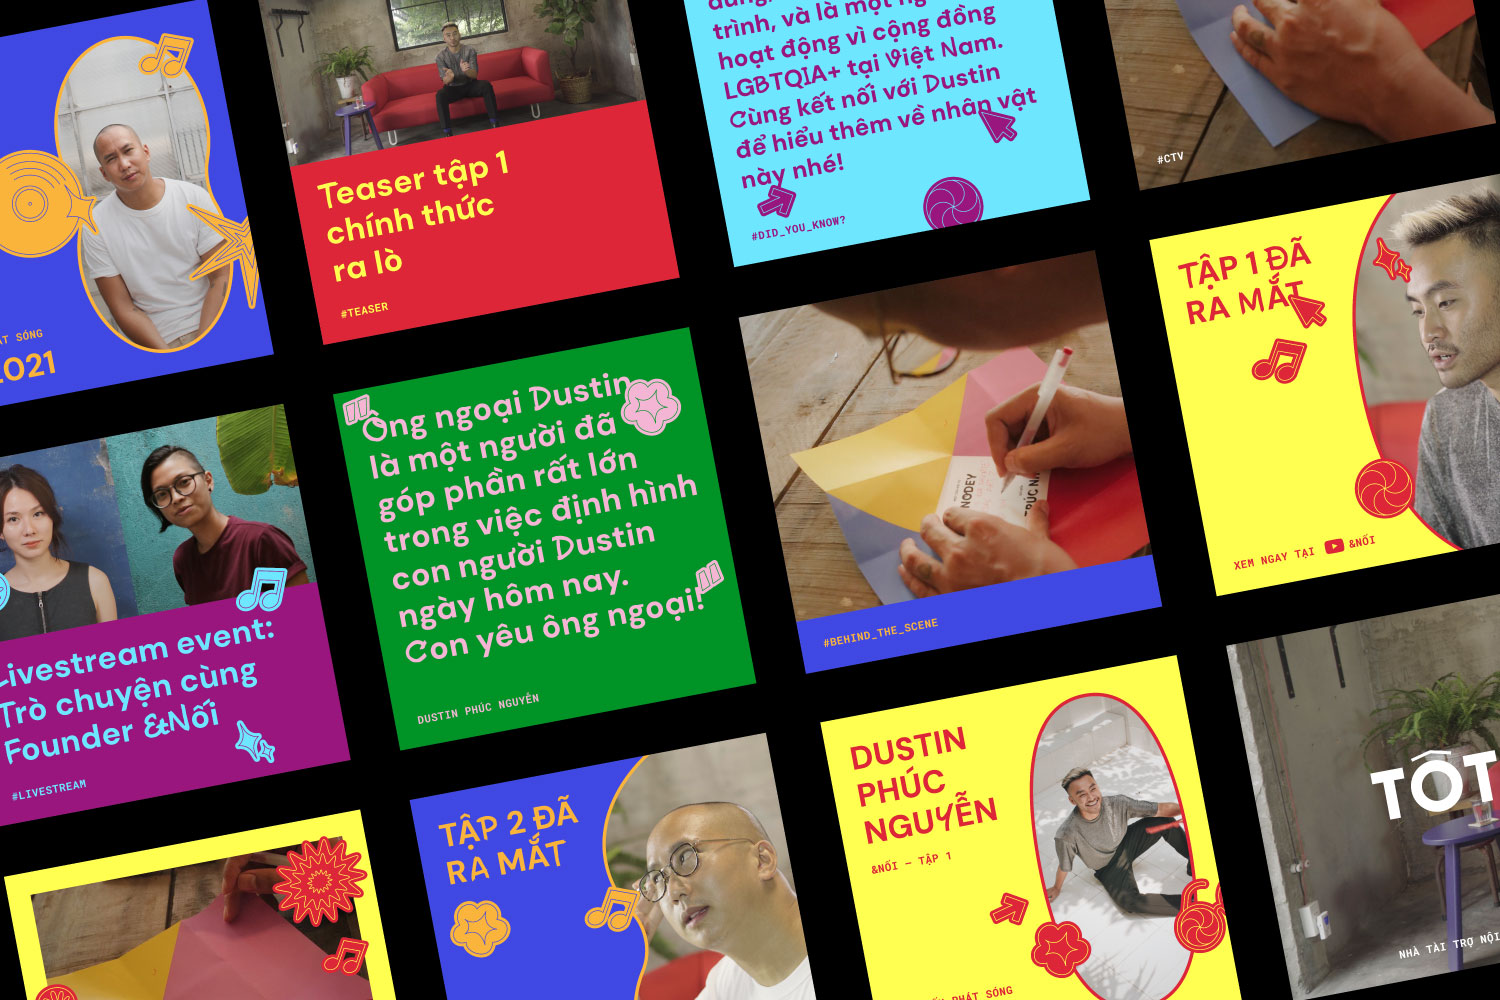 SÓNG
2021
Teaser tập 1
chính thức
ra lò
#TEASER
trình, và là một
hoạt động vì cộng đồng
LGBTQIA+ tại Việt Nam.
Cùng kết nối với Dustin
để hiểu thêm về nhân vật
này nhé!
#DID_YOU_KNOW?
#CTV
Livestream event:
Trò chuyện cùng
Founder &Nối
#LIVESTREAM
Ông ngoại Dustin
là một người đã
góp phần rất lớn
trong việc định hình
con người Dustin
ngày hôm nay.
Con yêu ông ngoại!
DUSTIN PHÚC NGUYỄN
NODEY
#BEHIND_THE_SCENE
TẬP 1 ĐÃ
RA MẮT
XEM NGAY TẠI &NỐI
TẬP 2 ĐÃ
RA MẮT
DUSTIN
PHÚC
NGUYỄN
&NỐI – TẬP 1
PHÁT SÓNG
TÔT
NHÀ TÀI TRỢ NỘI